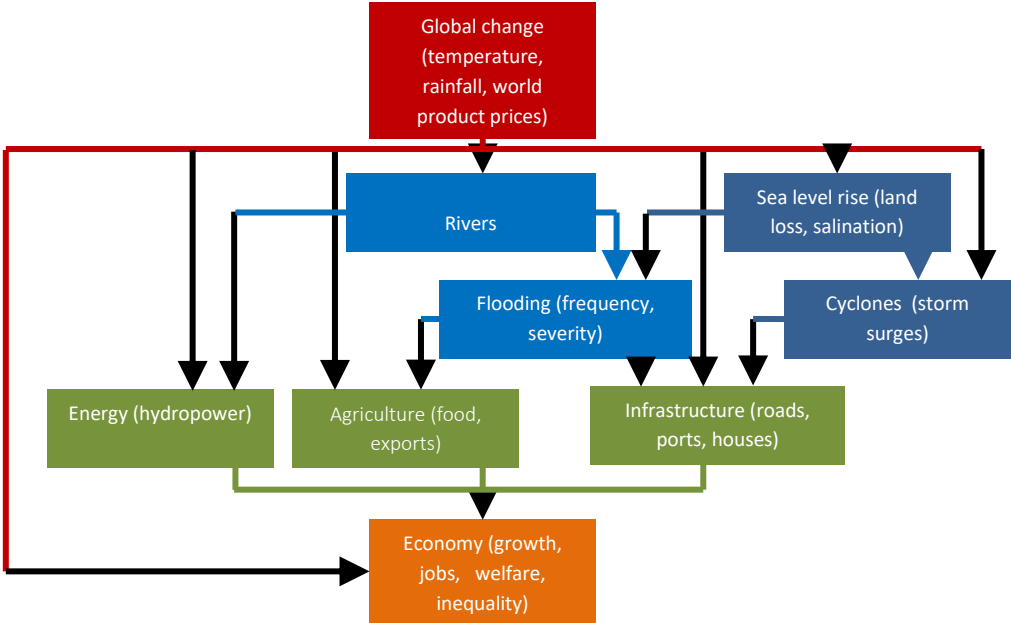 Global change
(temperature,
rainfall, world
product prices)
Rivers
Sea level rise (land
loss, salination)
Flooding (frequency,
severity)
Cyclones (storm
surges)
Energy (hydropower)
Agriculture (food,
exports)
Infrastructure (roads,
ports, houses)
Economy (growth,
jobs, welfare,
inequality)